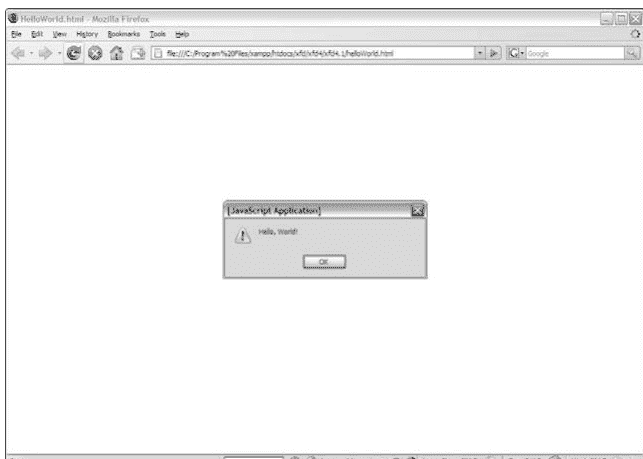 HelloWorld.html - Mozilla Firefox
File Edit View History Bookmarks Tools Help
file:///C:/Program%20Files/xampp/htdocs/xfd/xfd4/xfd4.1/helloWorld.html
Google
[JavaScript Application]
Hello, World!
OK